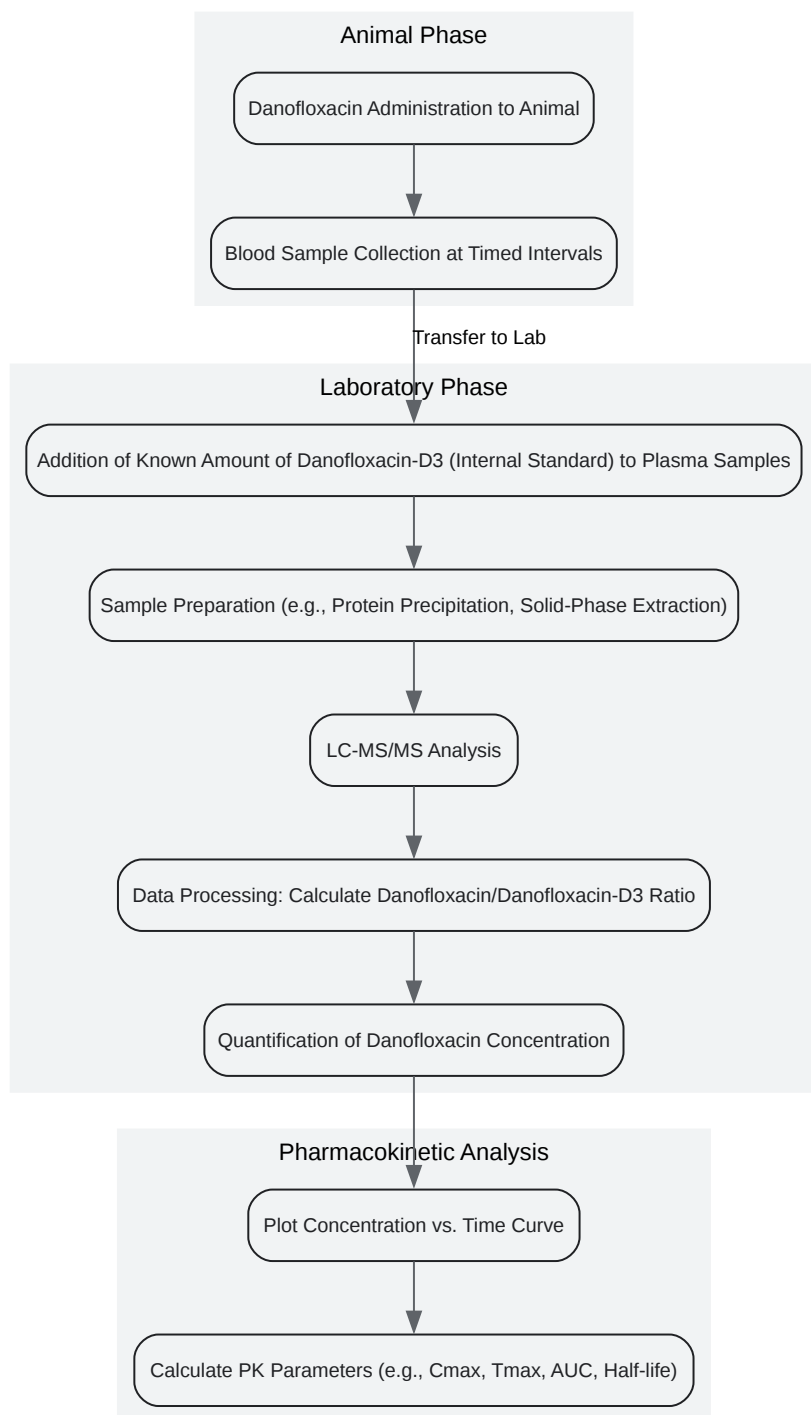 Animal Phase
Danofloxacin Administration to Animal
Blood Sample Collection at Timed Intervals
Transfer to Lab
Laboratory Phase
Addition of Known Amount of Danofloxacin-D3 (Internal Standard) to Plasma Samples
Sample Preparation (e.g., Protein Precipitation, Solid-Phase Extraction)
LC-MS/MS Analysis
Data Processing: Calculate Danofloxacin/Danofloxacin-D3 Ratio
Quantification of Danofloxacin Concentration
Pharmacokinetic Analysis
Plot Concentration vs. Time Curve
Calculate PK Parameters (e.g., Cmax, Tmax, AUC, Half-life)